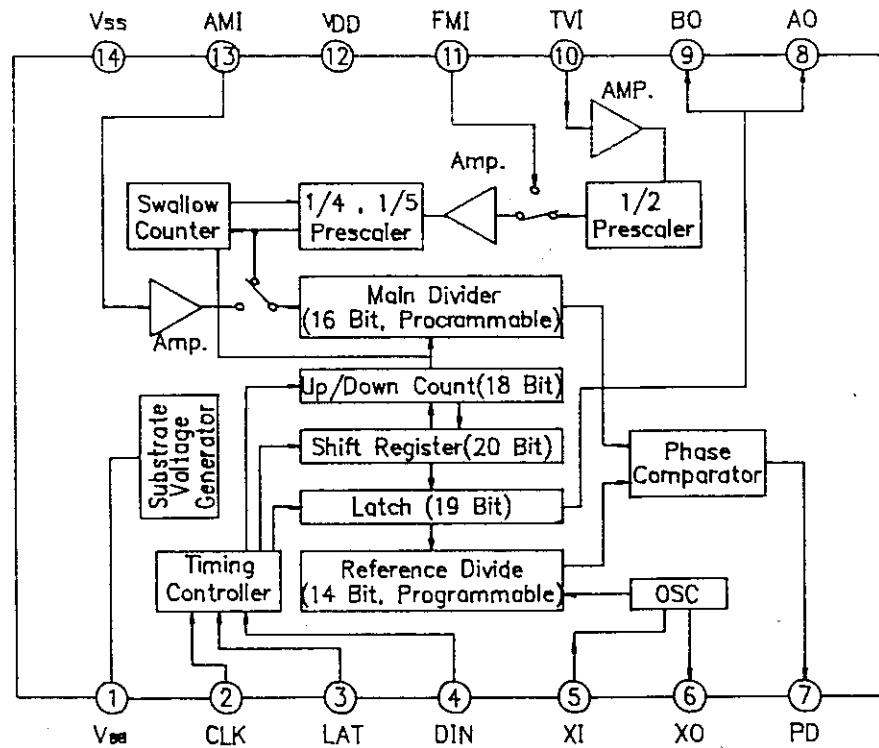 Vss AMI VDD FMI TVI BO AO
14 13 12 11 10 9 8
AMP.
Amp.
Swallow
Counter
1/4 , 1/5
Prescaler
1/2
Prescaler
Main Divider
(16 Bit, Procrammable)
Amp.
Up/Down Count(18 Bit)
Substrate
Voltage
Generator
Shift Register(20 Bit)
Phase
Comparator
Latch (19 Bit)
Timing
Controller
Reference Divide
(14 Bit, Programmable)
OSC
1 2 3 4 5 6 7
CLK LAT DIN XI XO PD